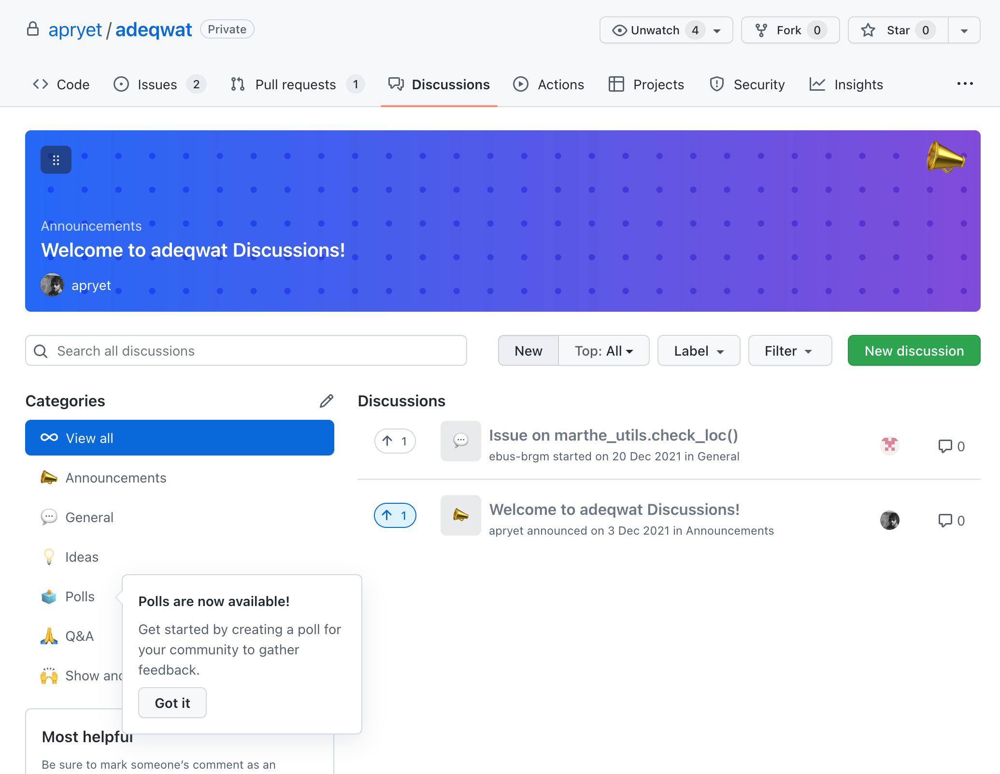 apryet / adeqwat Private
Unwatch 4 Fork 0 Star 0
Code Issues 2 Pull requests 1 Discussions Actions Projects Security Insights
Announcements
Welcome to adeqwat Discussions!
apryet
Search all discussions
New Top: All Label Filter New discussion
Categories
View all
Announcements
General
Ideas
Polls
Q&A
Show
Polls are now available!
Get started by creating a poll for
your community to gather
feedback.
Got it
Most helpful
Be sure to mark someone’s comment as an
Discussions
1
Issue on marthe_utils.check_loc()
ebus-brgm started on 20 Dec 2021 in General
0
1
Welcome to adeqwat Discussions!
apryet announced on 3 Dec 2021 in Announcements
0